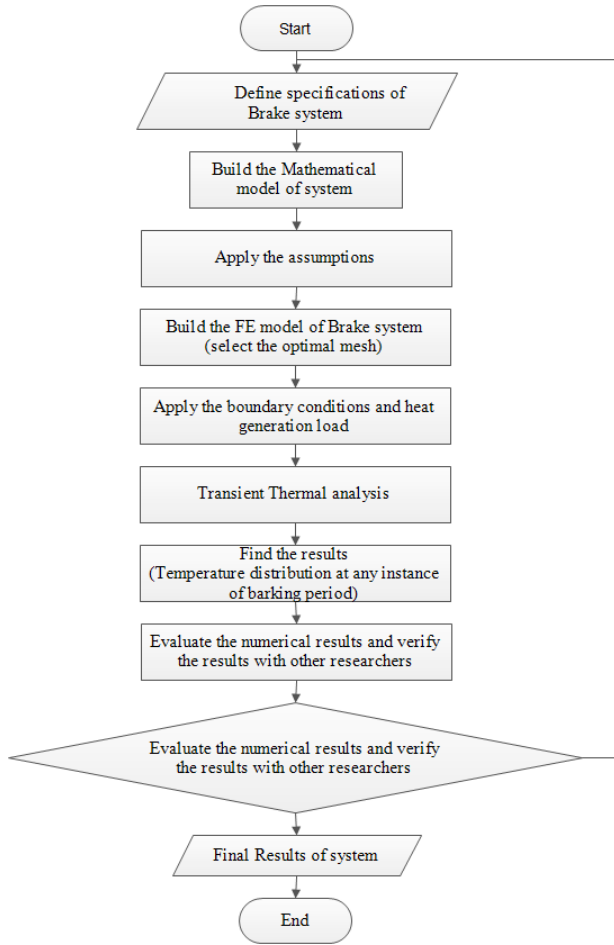 Start
Define specifications of
Brake system
Build the Mathematical
model of system
Apply the assumptions
Build the FE model of Brake system
(select the optimal mesh)
Apply the boundary conditions and heat
generation load
Transient Thermal analysis
Find the results
(Temperature distribution at any instance
of barking period)
Evaluate the numerical results and verify
the results with other researchers
Evaluate the numerical results and verify
the results with other researchers
Final Results of system
End